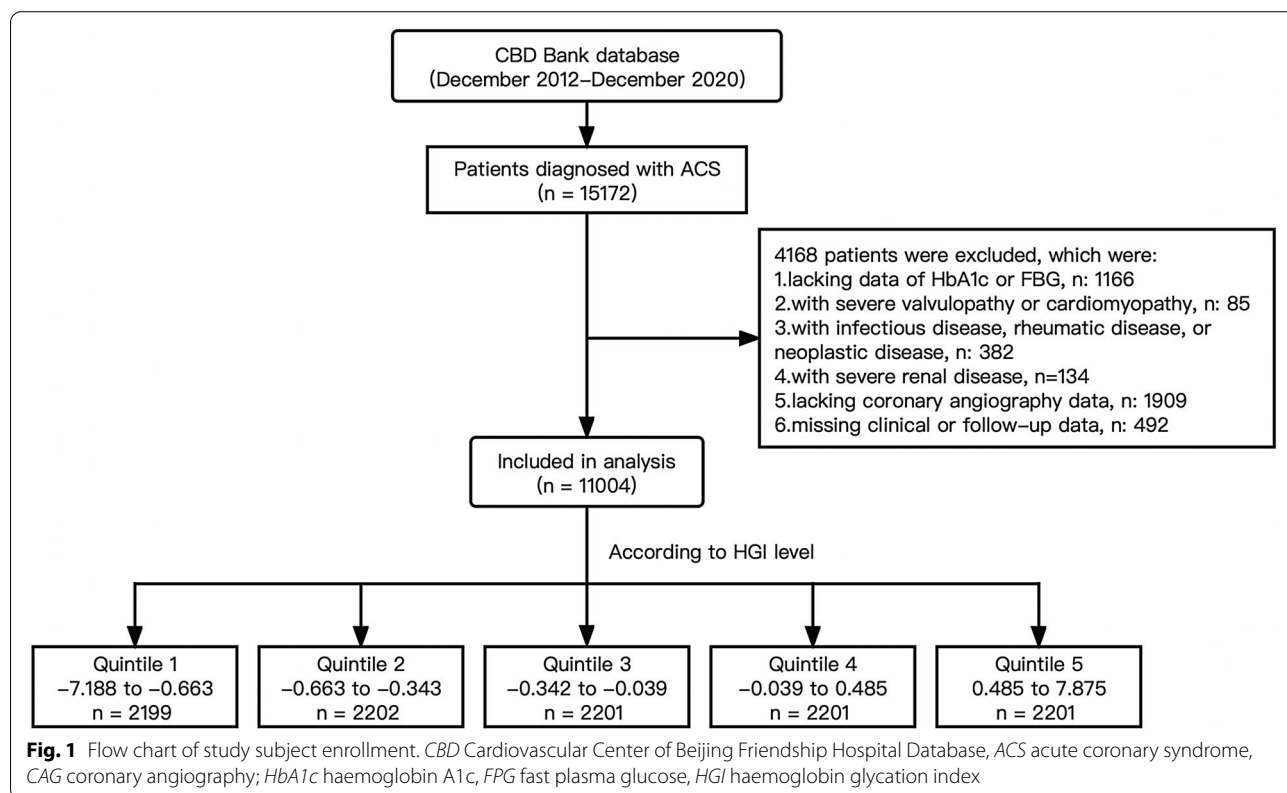 CBD Bank database
(December 2012–December 2020)
Patients diagnosed with ACS
(n = 15172)
4168 patients were excluded, which were:
1.lacking data of HbA1c or FBG, n: 1166
2.with severe valvulopathy or cardiomyopathy, n: 85
3.with infectious disease, rheumatic disease, or
neoplastic disease, n: 382
4.with severe renal disease, n=134
5.lacking coronary angiography data, n: 1909
6.missing clinical or follow-up data, n: 492
Included in analysis
(n = 11004)
According to HGI level
Quintile 1
−7.188 to −0.663
n = 2199
Quintile 2
−0.663 to −0.343
n = 2202
Quintile 3
−0.342 to −0.039
n = 2201
Quintile 4
−0.039 to 0.485
n = 2201
Quintile 5
0.485 to 7.875
n = 2201
Fig. 1 Flow chart of study subject enrollment. CBD Cardiovascular Center of Beijing Friendship Hospital Database, ACS acute coronary syndrome,
CAG coronary angiography; HbA1c haemoglobin A1c, FPG fast plasma glucose, HGI haemoglobin glycation index